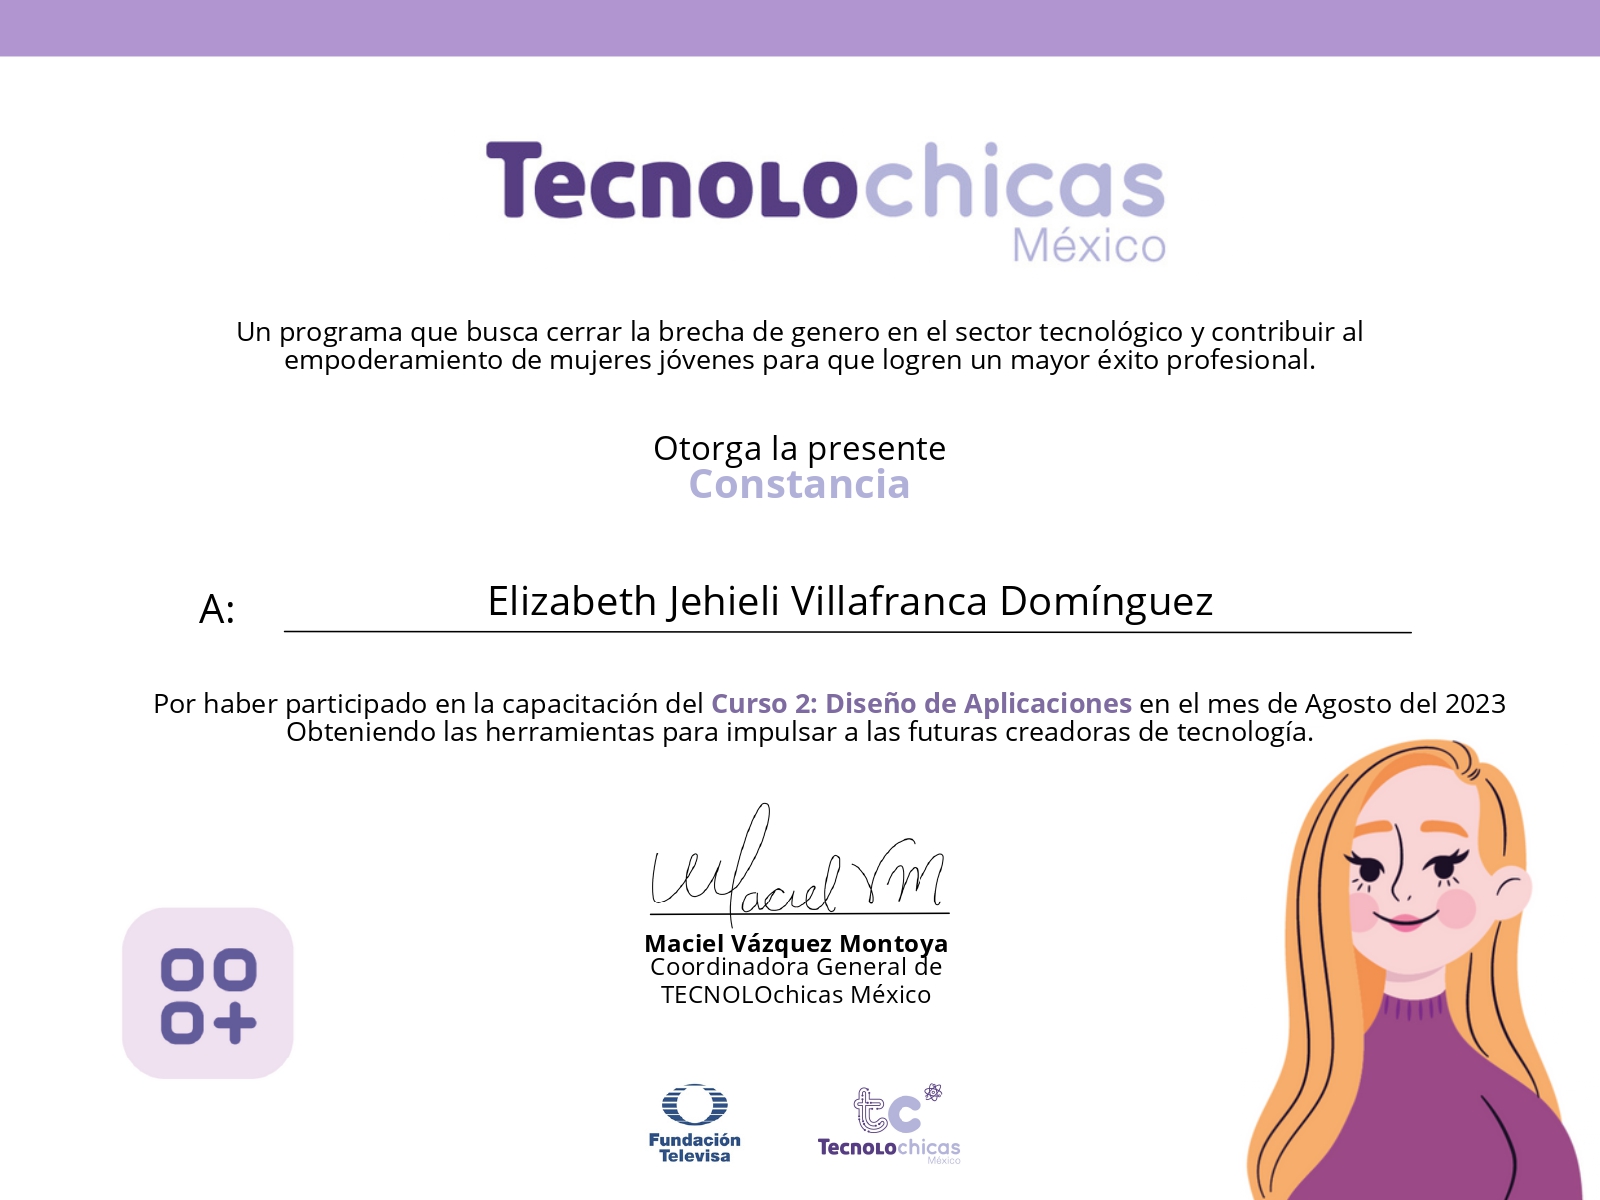 Tecnolochicas
México
Un programa que busca cerrar la brecha de genero en el sector tecnológico y contribuir al
empoderamiento de mujeres jóvenes para que logren un mayor éxito profesional.
Otorga la presente
Constancia
A: Elizabeth Jehieli Villafranca Domínguez
Por haber participado en la capacitación del Curso 2: Diseño de Aplicaciones en el mes de Agosto del 2023
Obteniendo las herramientas para impulsar a las futuras creadoras de tecnología.
Maciel VM
Maciel Vázquez Montoya
Coordinadora General de
TECNOLOchicas México
Fundación
Televisa
tc
Tecnolochicas
México